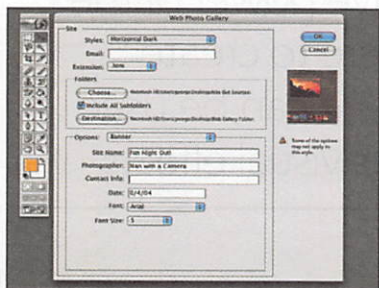 Web Photo Gallery
Site
Styles: Horizontal Dark
OK
Email:
Cancel
Extension: .htm
Folders
Choose...
Include All Subfolders
Destination...
Options: Banner
Some of the options
may not apply to
this style.
Site Name: Fun Night Out!
Photographer: Man with a Camera
Contact Info:
Date: 8/4/04
Font: Arial
Font Size: 5